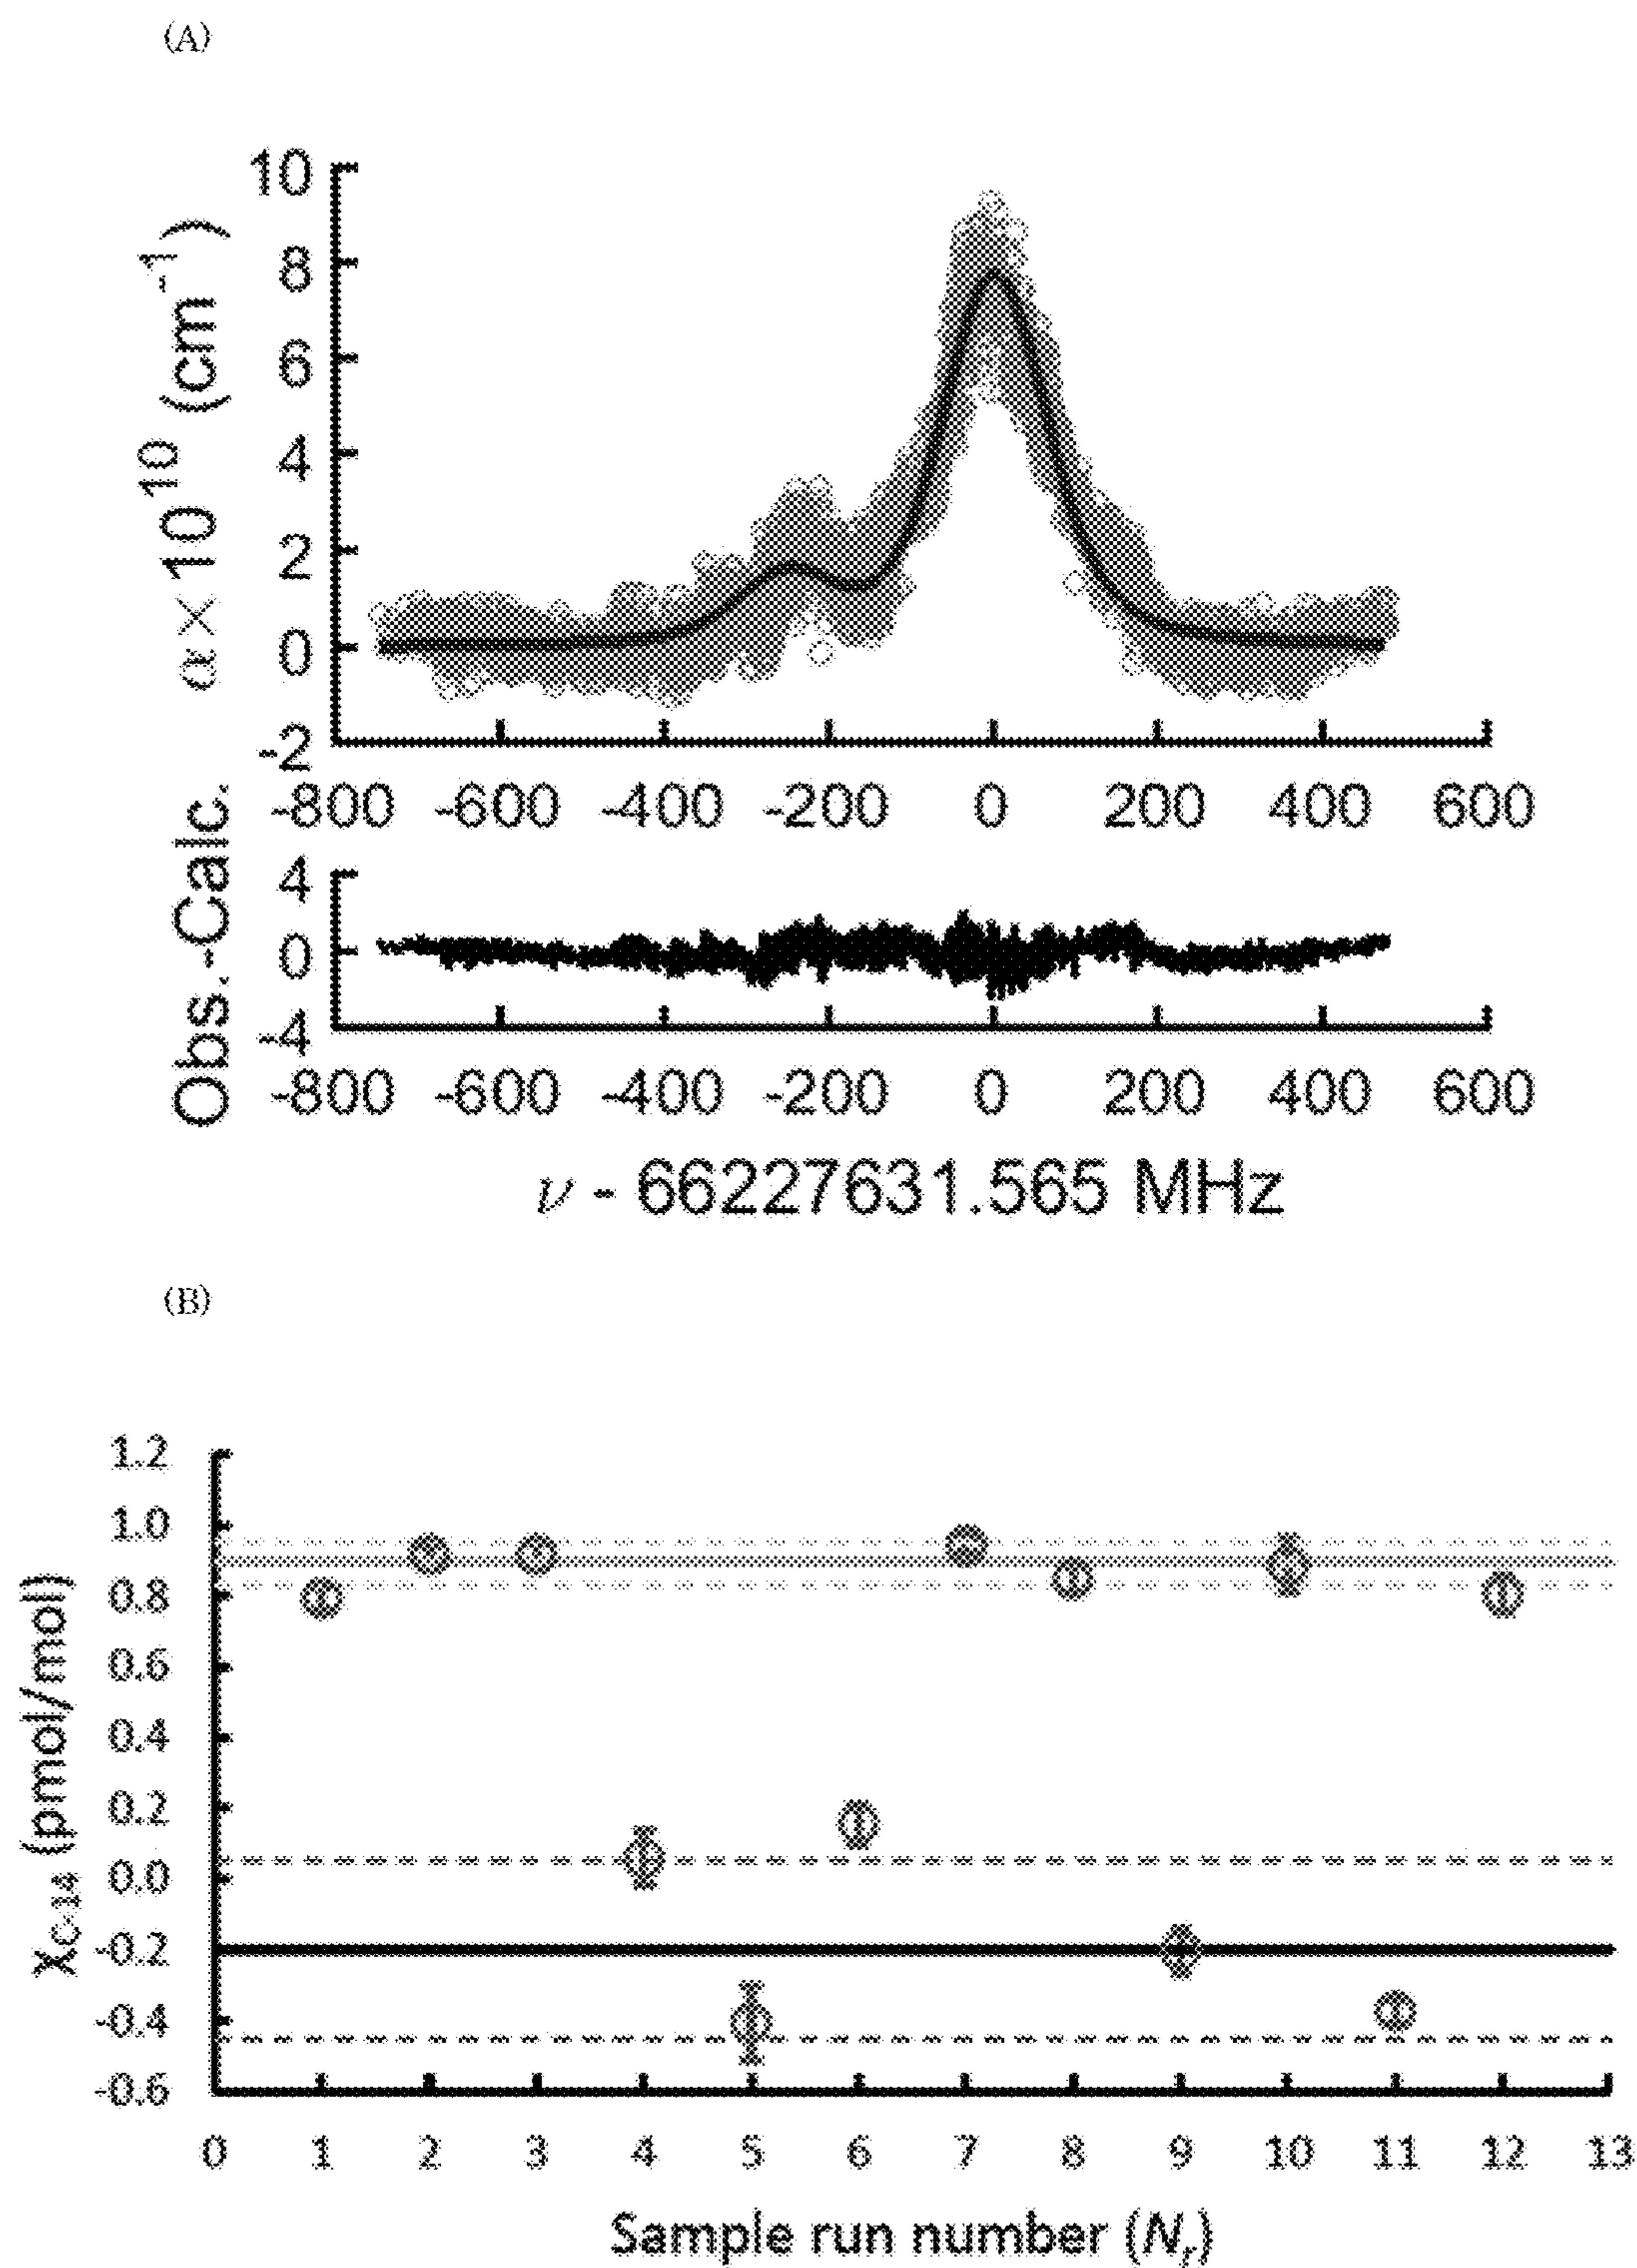 (A)
α × 10¹⁰ (cm⁻¹)
10
8
6
4
2
0
-2
-800 -600 -400 -200 0 200 400 600
Obs.-Calc.
4
0
-4
-800 -600 -400 -200 0 200 400 600
ν - 66227631.565 MHz
(B)
χC-14 (pmol/mol)
1.2
1.0
0.8
0.6
0.4
0.2
0.0
-0.2
-0.4
-0.6
0 1 2 3 4 5 6 7 8 9 10 11 12 13
Sample run number (Nr)